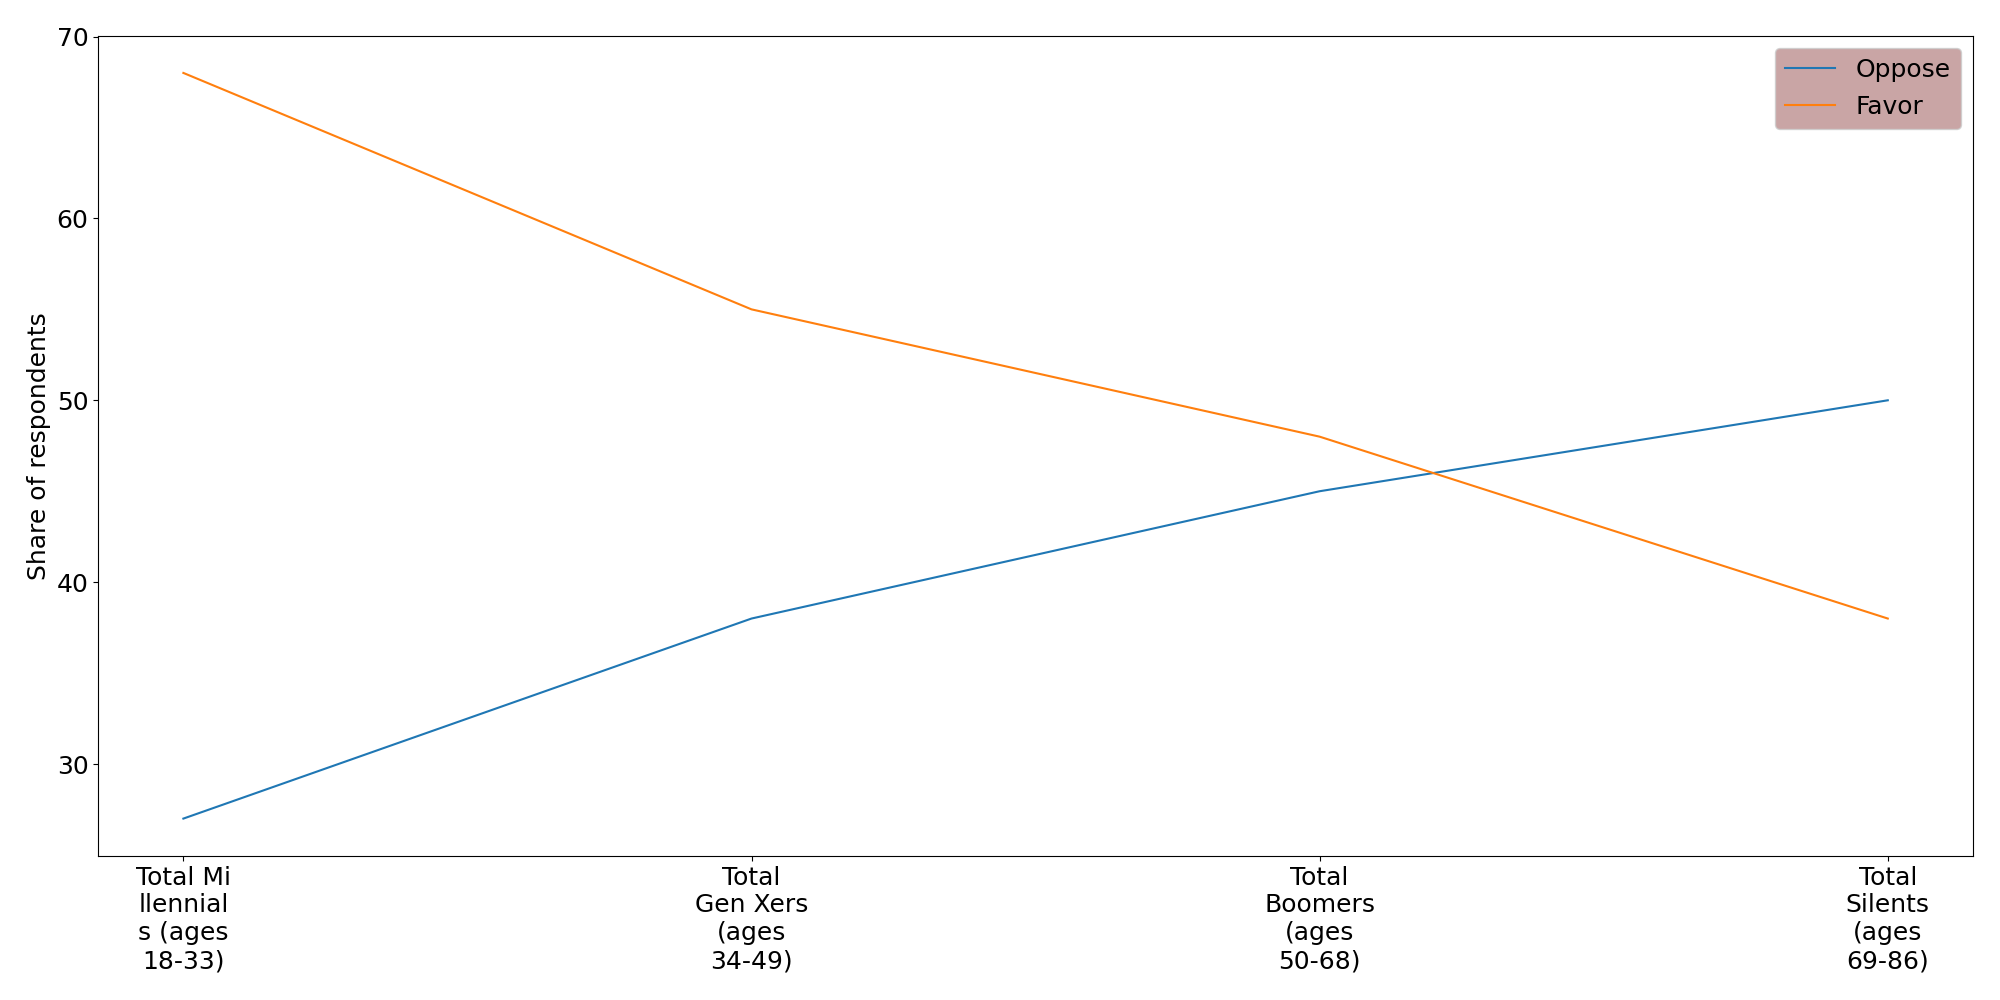 70
60
50
40
30
Share of respondents
Oppose
Favor
Total Mi
llennial
s (ages
18-33)
Total
Gen Xers
(ages
34-49)
Total
Boomers
(ages
50-68)
Total
Silents
(ages
69-86)